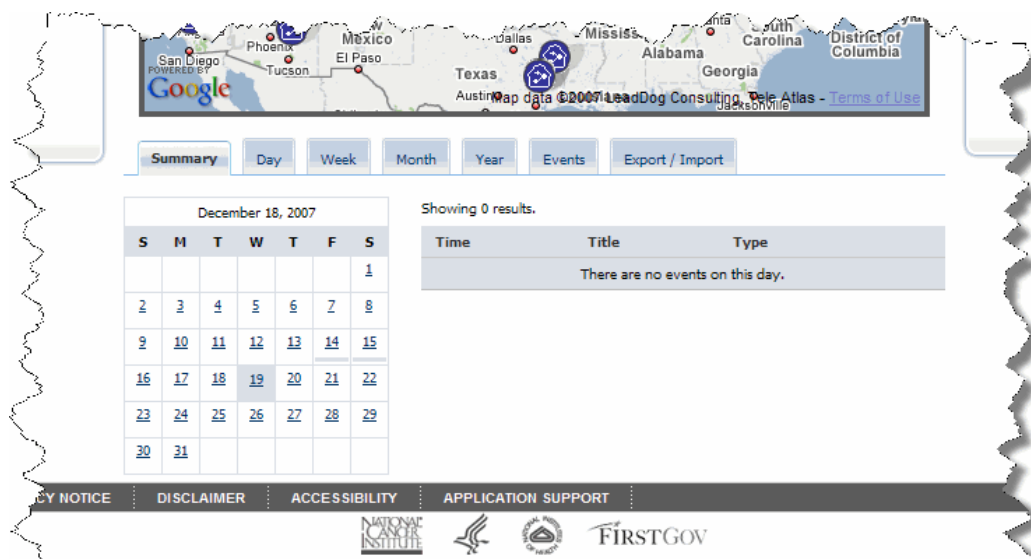 Mexico
Dallas
Mississ
South
Carolina
District of
Columbia
Phoenix
El Paso
Alabama
San Diego
Tucson
Texas
Georgia
POWERED BY
Google
Austin
Map data ©2007 LeadDog Consulting, Tele Atlas - Terms of Use
Jacksonville
Summary Day Week Month Year Events Export / Import
December 18, 2007
Showing 0 results.
S M T W T F S
Time Title Type
There are no events on this day.
1
2 3 4 5 6 7 8
9 10 11 12 13 14 15
16 17 18 19 20 21 22
23 24 25 26 27 28 29
30 31
CY NOTICE DISCLAIMER ACCESSIBILITY APPLICATION SUPPORT
NATIONAL
CANCER
INSTITUTE
FIRSTGOV